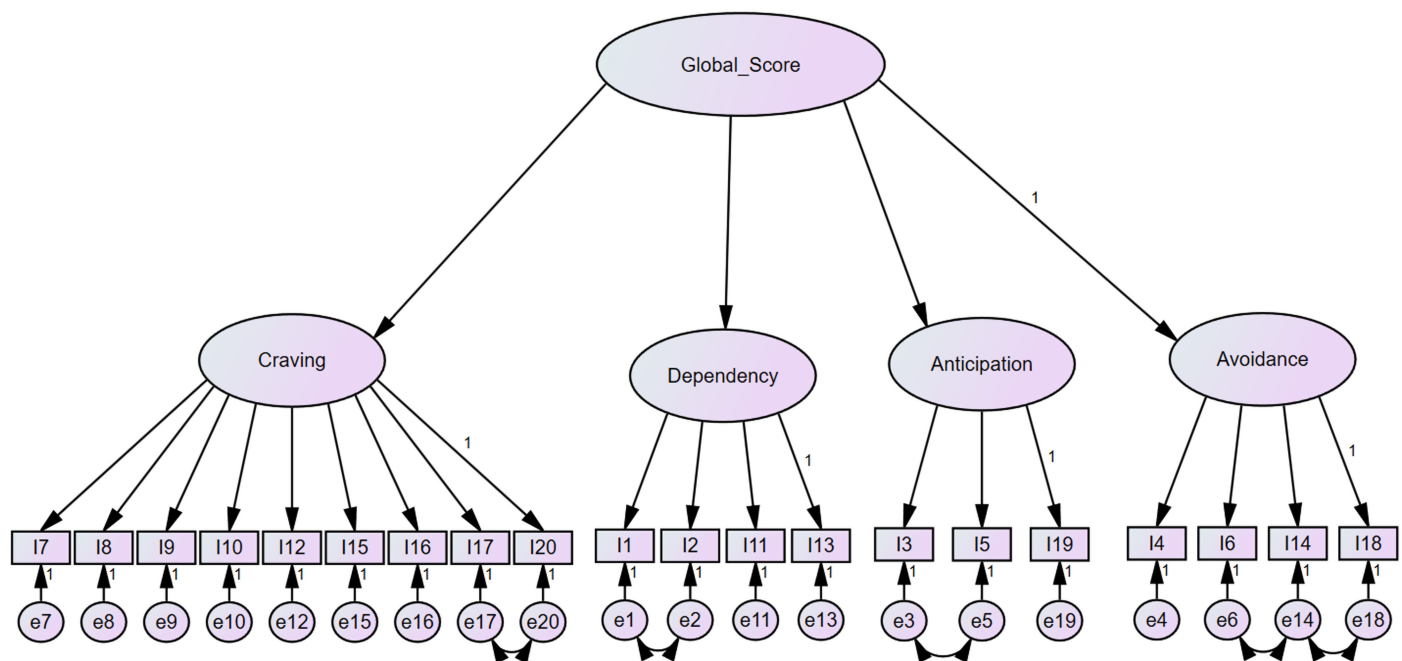 Global_Score
1
Craving
Dependency
Anticipation
Avoidance
1
1
1
1
I7 I8 I9 I10 I12 I15 I16 I17 I20 I1 I2 I11 I13 I3 I5 I19 I4 I6 I14 I18
1 1 1 1 1 1 1 1 1 1 1 1 1 1 1 1 1 1 1 1
e7 e8 e9 e10 e12 e15 e16 e17 e20 e1 e2 e11 e13 e3 e5 e19 e4 e6 e14 e18